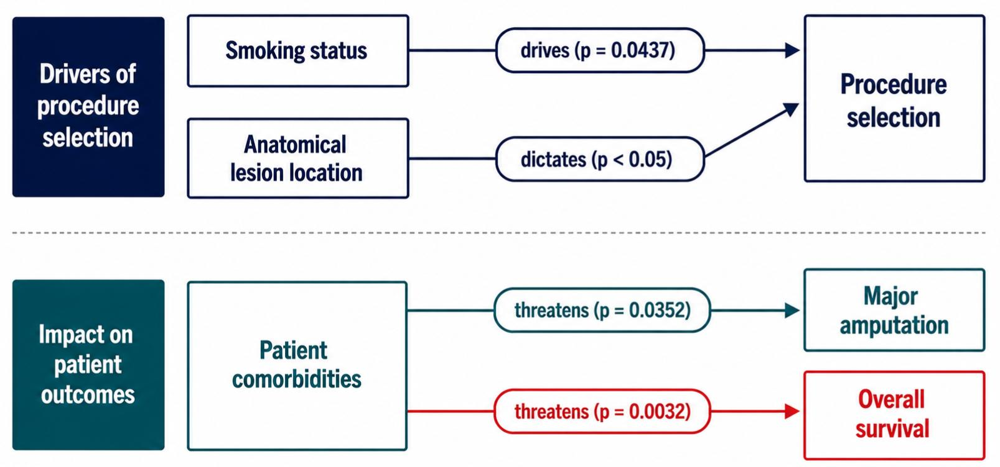 Drivers of
procedure
selection
Smoking status
drives (p = 0.0437)
Anatomical
lesion location
dictates (p < 0.05)
Procedure
selection
Impact on
patient
outcomes
Patient
comorbidities
threatens (p = 0.0352)
Major
amputation
threatens (p = 0.0032)
Overall
survival